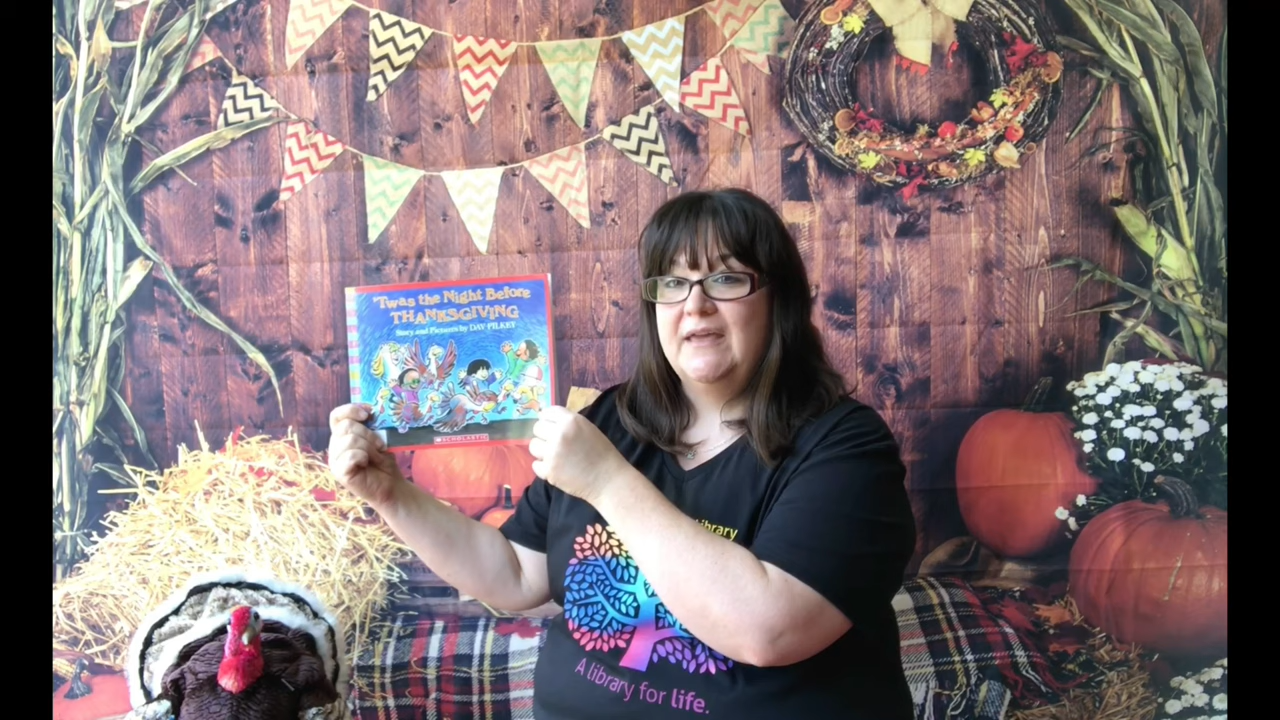 'Twas the Night Before
THANKSGIVING
Story and Pictures by DAV PILKEY
SCHOLASTIC
Library
A library for life.